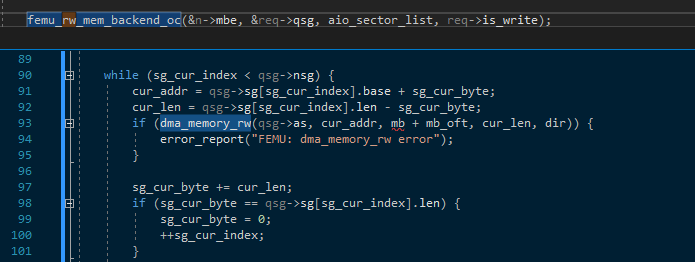 femu_rw_mem_backend_oc(&n->mbe, &req->qsg, aio_sector_list, req->is_write);
89
90 while (sg_cur_index < qsg->nsg) {
91 cur_addr = qsg->sg[sg_cur_index].base + sg_cur_byte;
92 cur_len = qsg->sg[sg_cur_index].len - sg_cur_byte;
93 if (dma_memory_rw(qsg->as, cur_addr, mb + mb_oft, cur_len, dir)) {
94 error_report("FEMU: dma_memory_rw error");
95 }
96
97 sg_cur_byte += cur_len;
98 if (sg_cur_byte == qsg->sg[sg_cur_index].len) {
99 sg_cur_byte = 0;
100 ++sg_cur_index;
101 }